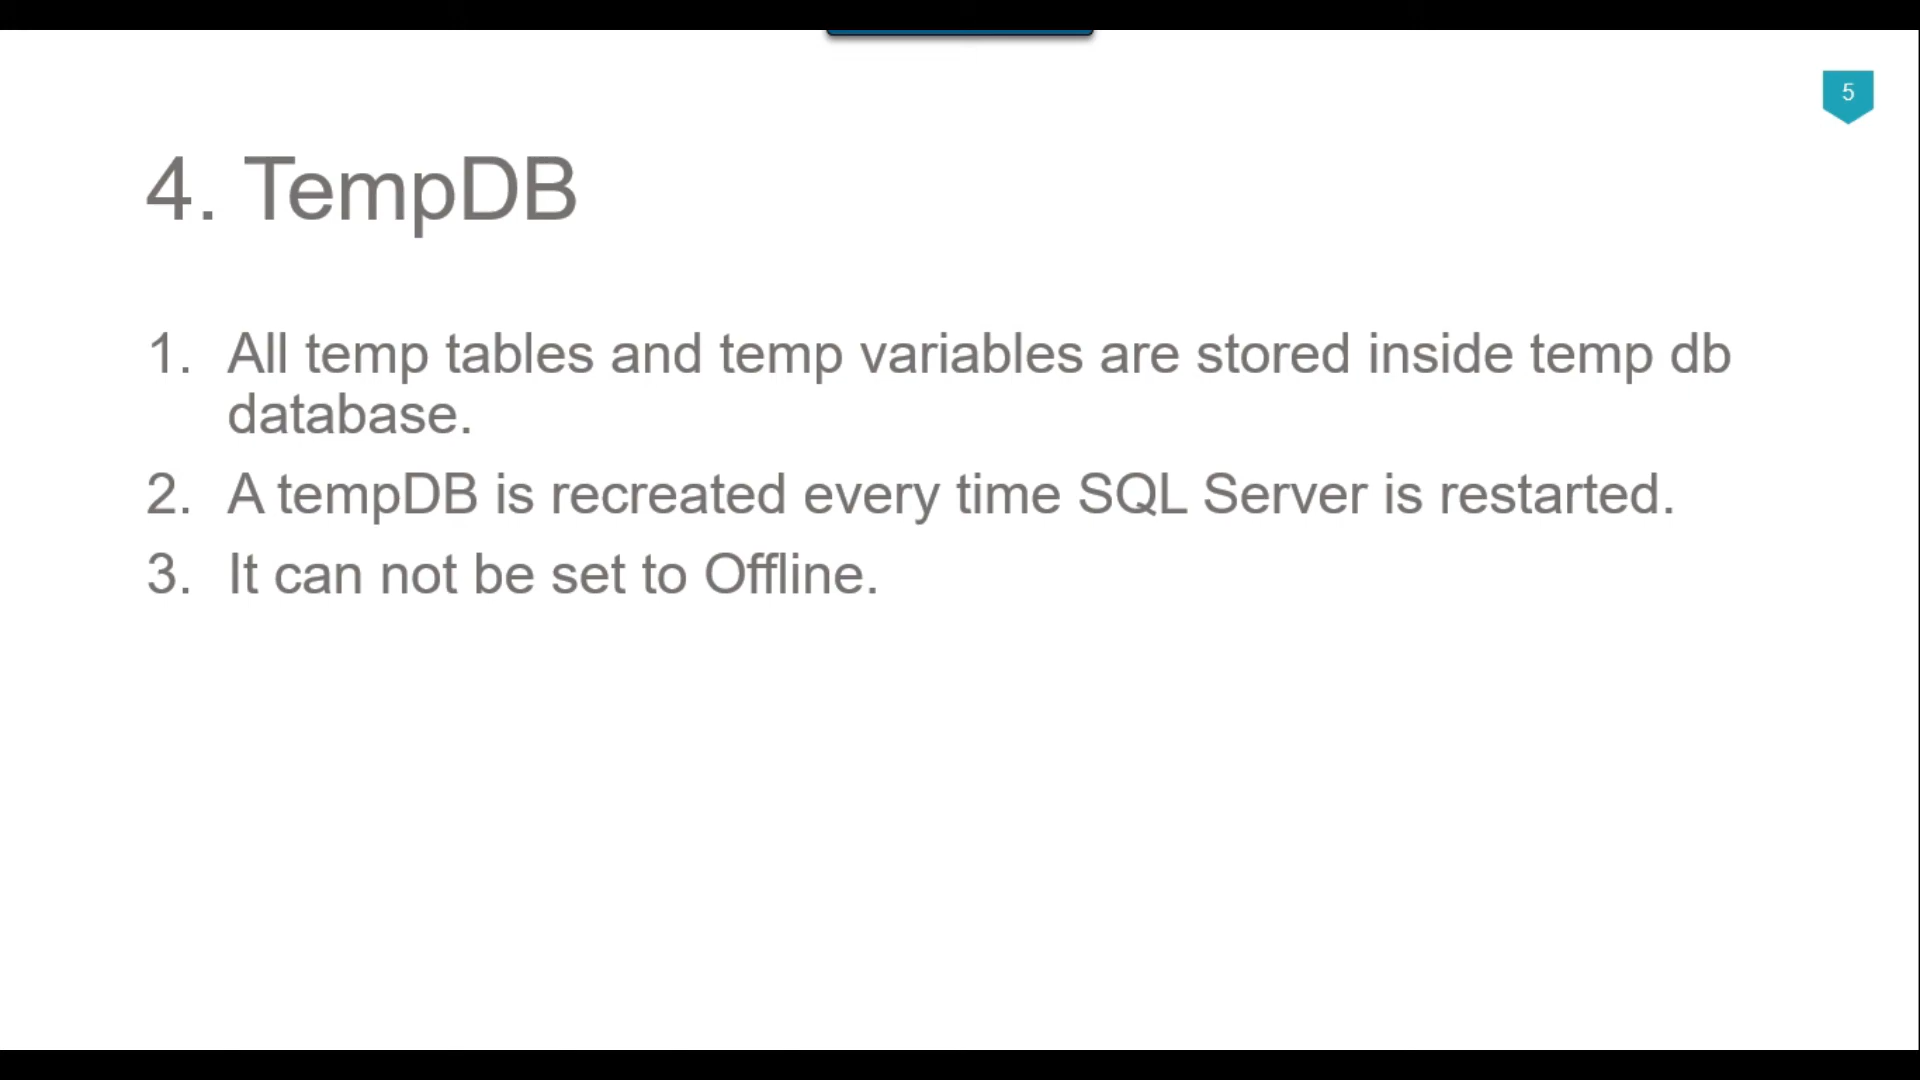 5
4. TempDB
1. All temp tables and temp variables are stored inside temp db
database.
2. A tempDB is recreated every time SQL Server is restarted.
3. It can not be set to Offline.